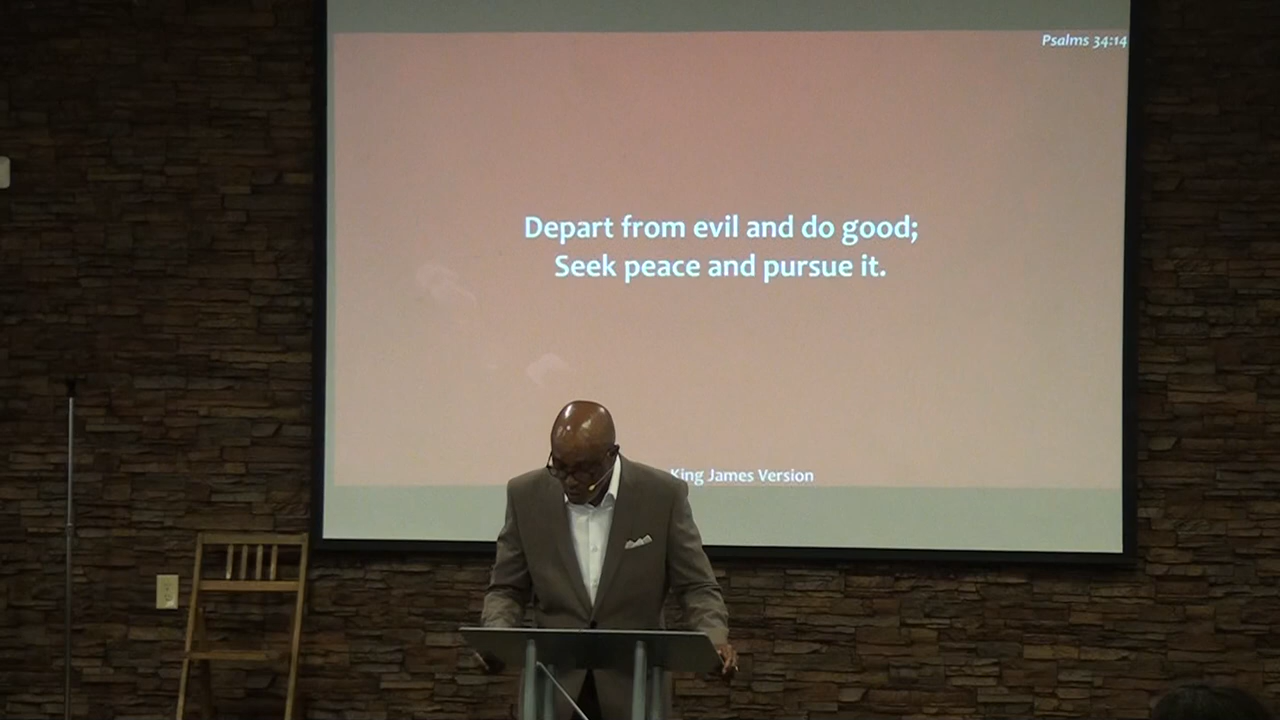 Psalms 34:14
Depart from evil and do good;
Seek peace and pursue it.
King James Version